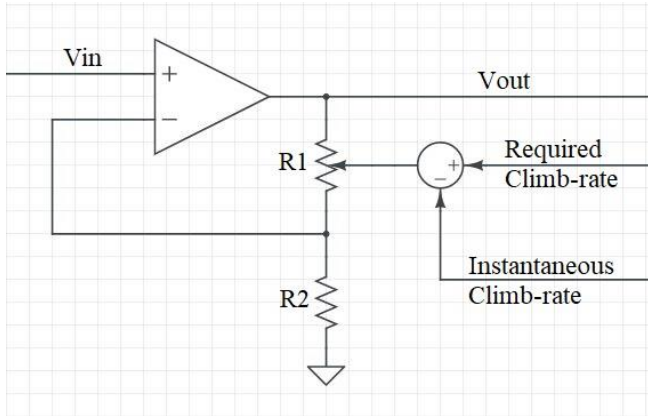 Vin
+
−
Vout
R1
+
−
Required
Climb-rate
Instantaneous
Climb-rate
R2